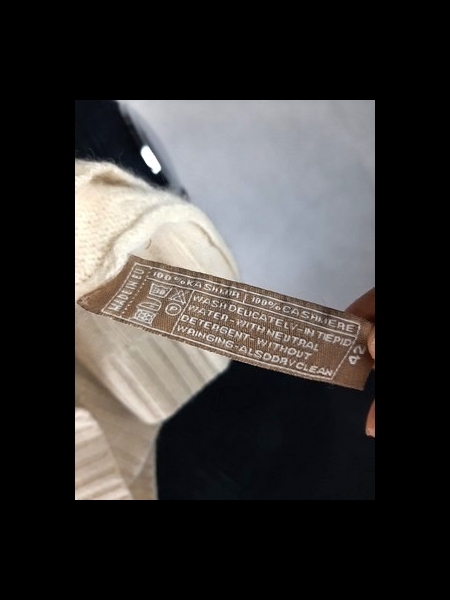 MADE IN EU
100% KASHMIR | 100% CASHMERE
30
P
WASH DELICATELY-IN TIEPID
WATER-WITH NEUTRAL
DETERGENT-WITHOUT
WRINGING-ALSO DRY CLEAN
42